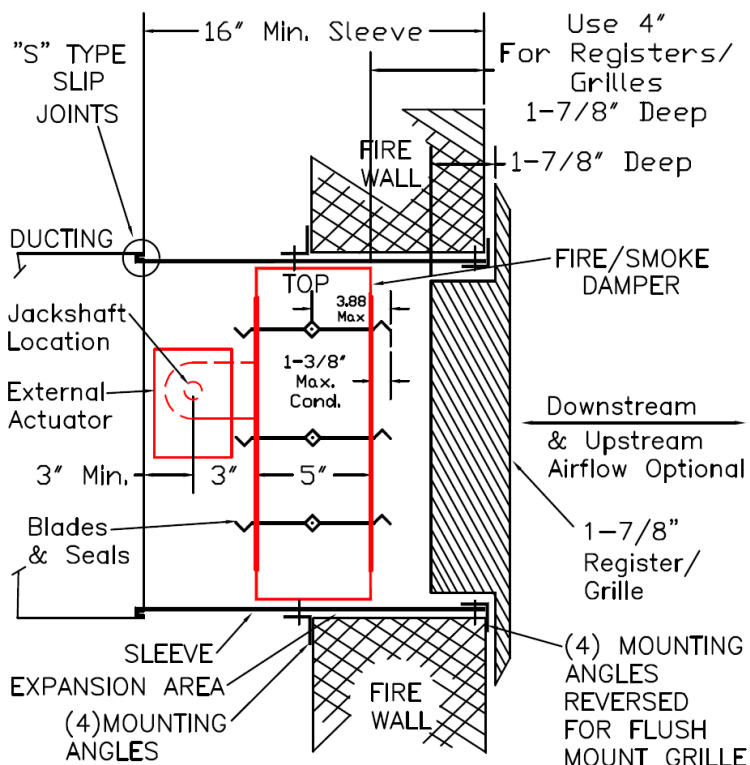 16" Min. Sleeve
Use 4"
For Registers/
Grilles
1-7/8" Deep
"S" TYPE
SLIP
JOINTS
FIRE
WALL
1-7/8" Deep
DUCTING
TOP
FIRE/SMOKE
DAMPER
3.88
Max
Jackshaft
Location
1-3/8"
Max.
Cond.
External
Actuator
Downstream
& Upstream
Airflow Optional
3" Min.
3"
5"
Blades
& Seals
1-7/8"
Register/
Grille
SLEEVE
EXPANSION AREA
(4)MOUNTING
ANGLES
FIRE
WALL
(4) MOUNTING
ANGLES
REVERSED
FOR FLUSH
MOUNT GRILLE